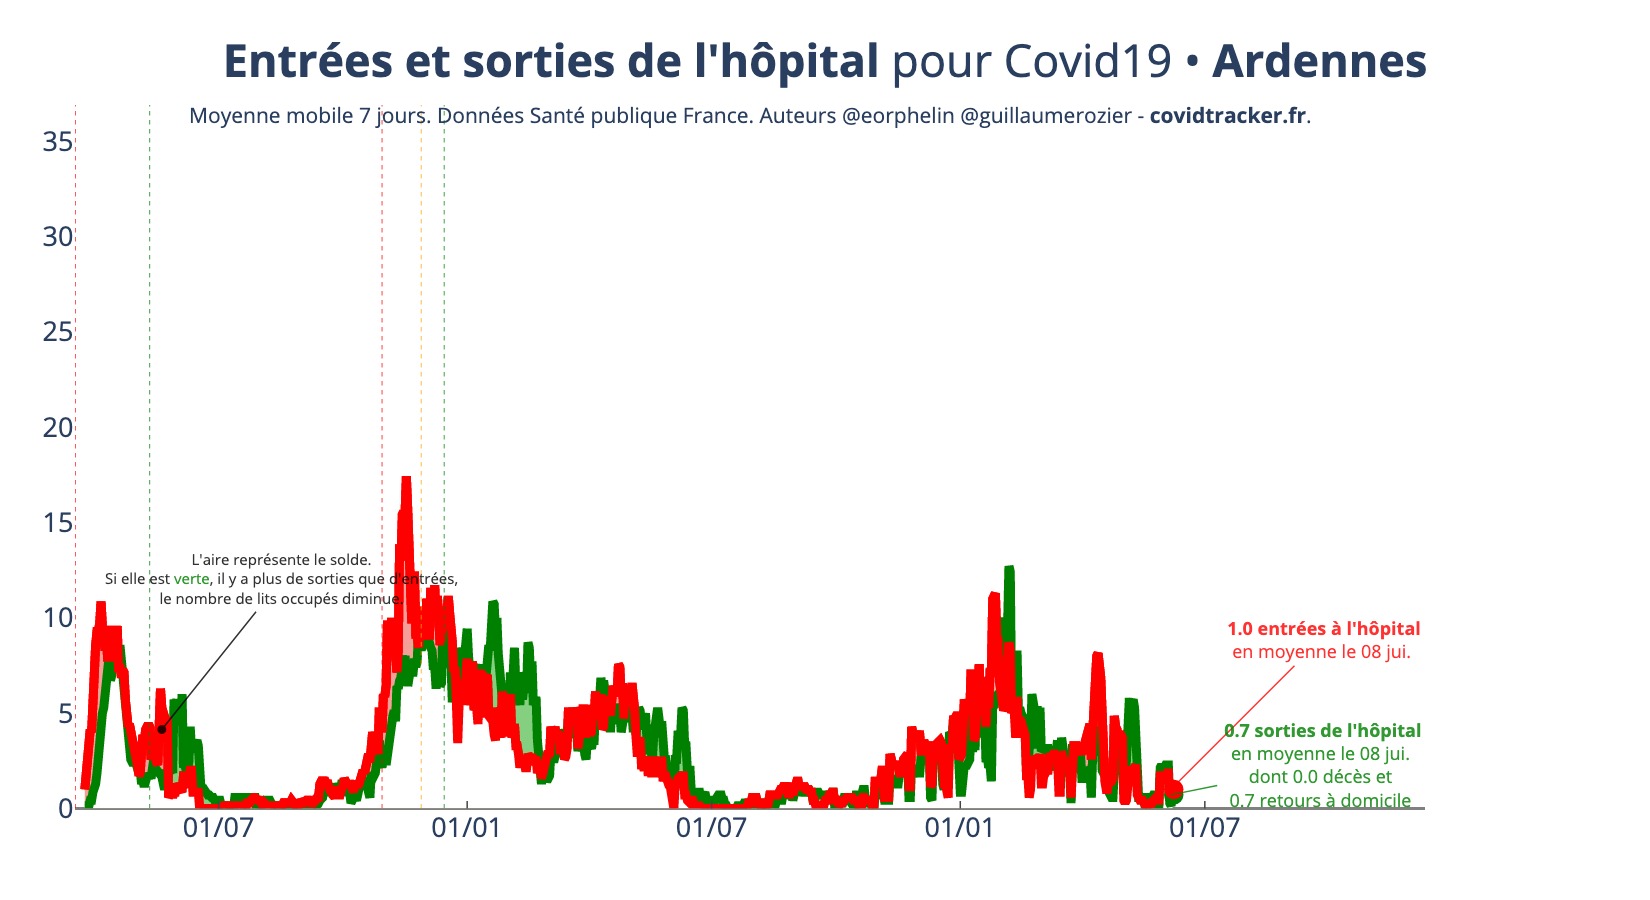 Entrées et sorties de l'hôpital pour Covid19 • Ardennes
Moyenne mobile 7 jours. Données Santé publique France. Auteurs @eorphelin @guillaumerozier - covidtracker.fr.
35
30
25
20
15
10
5
0
L'aire représente le solde.
Si elle est verte, il y a plus de sorties que d'entrées,
le nombre de lits occupés diminue.
1.0 entrées à l'hôpital
en moyenne le 08 jui.
0.7 sorties de l'hôpital
en moyenne le 08 jui.
dont 0.0 décès et
0.7 retours à domicile
01/07
01/01
01/07
01/01
01/07